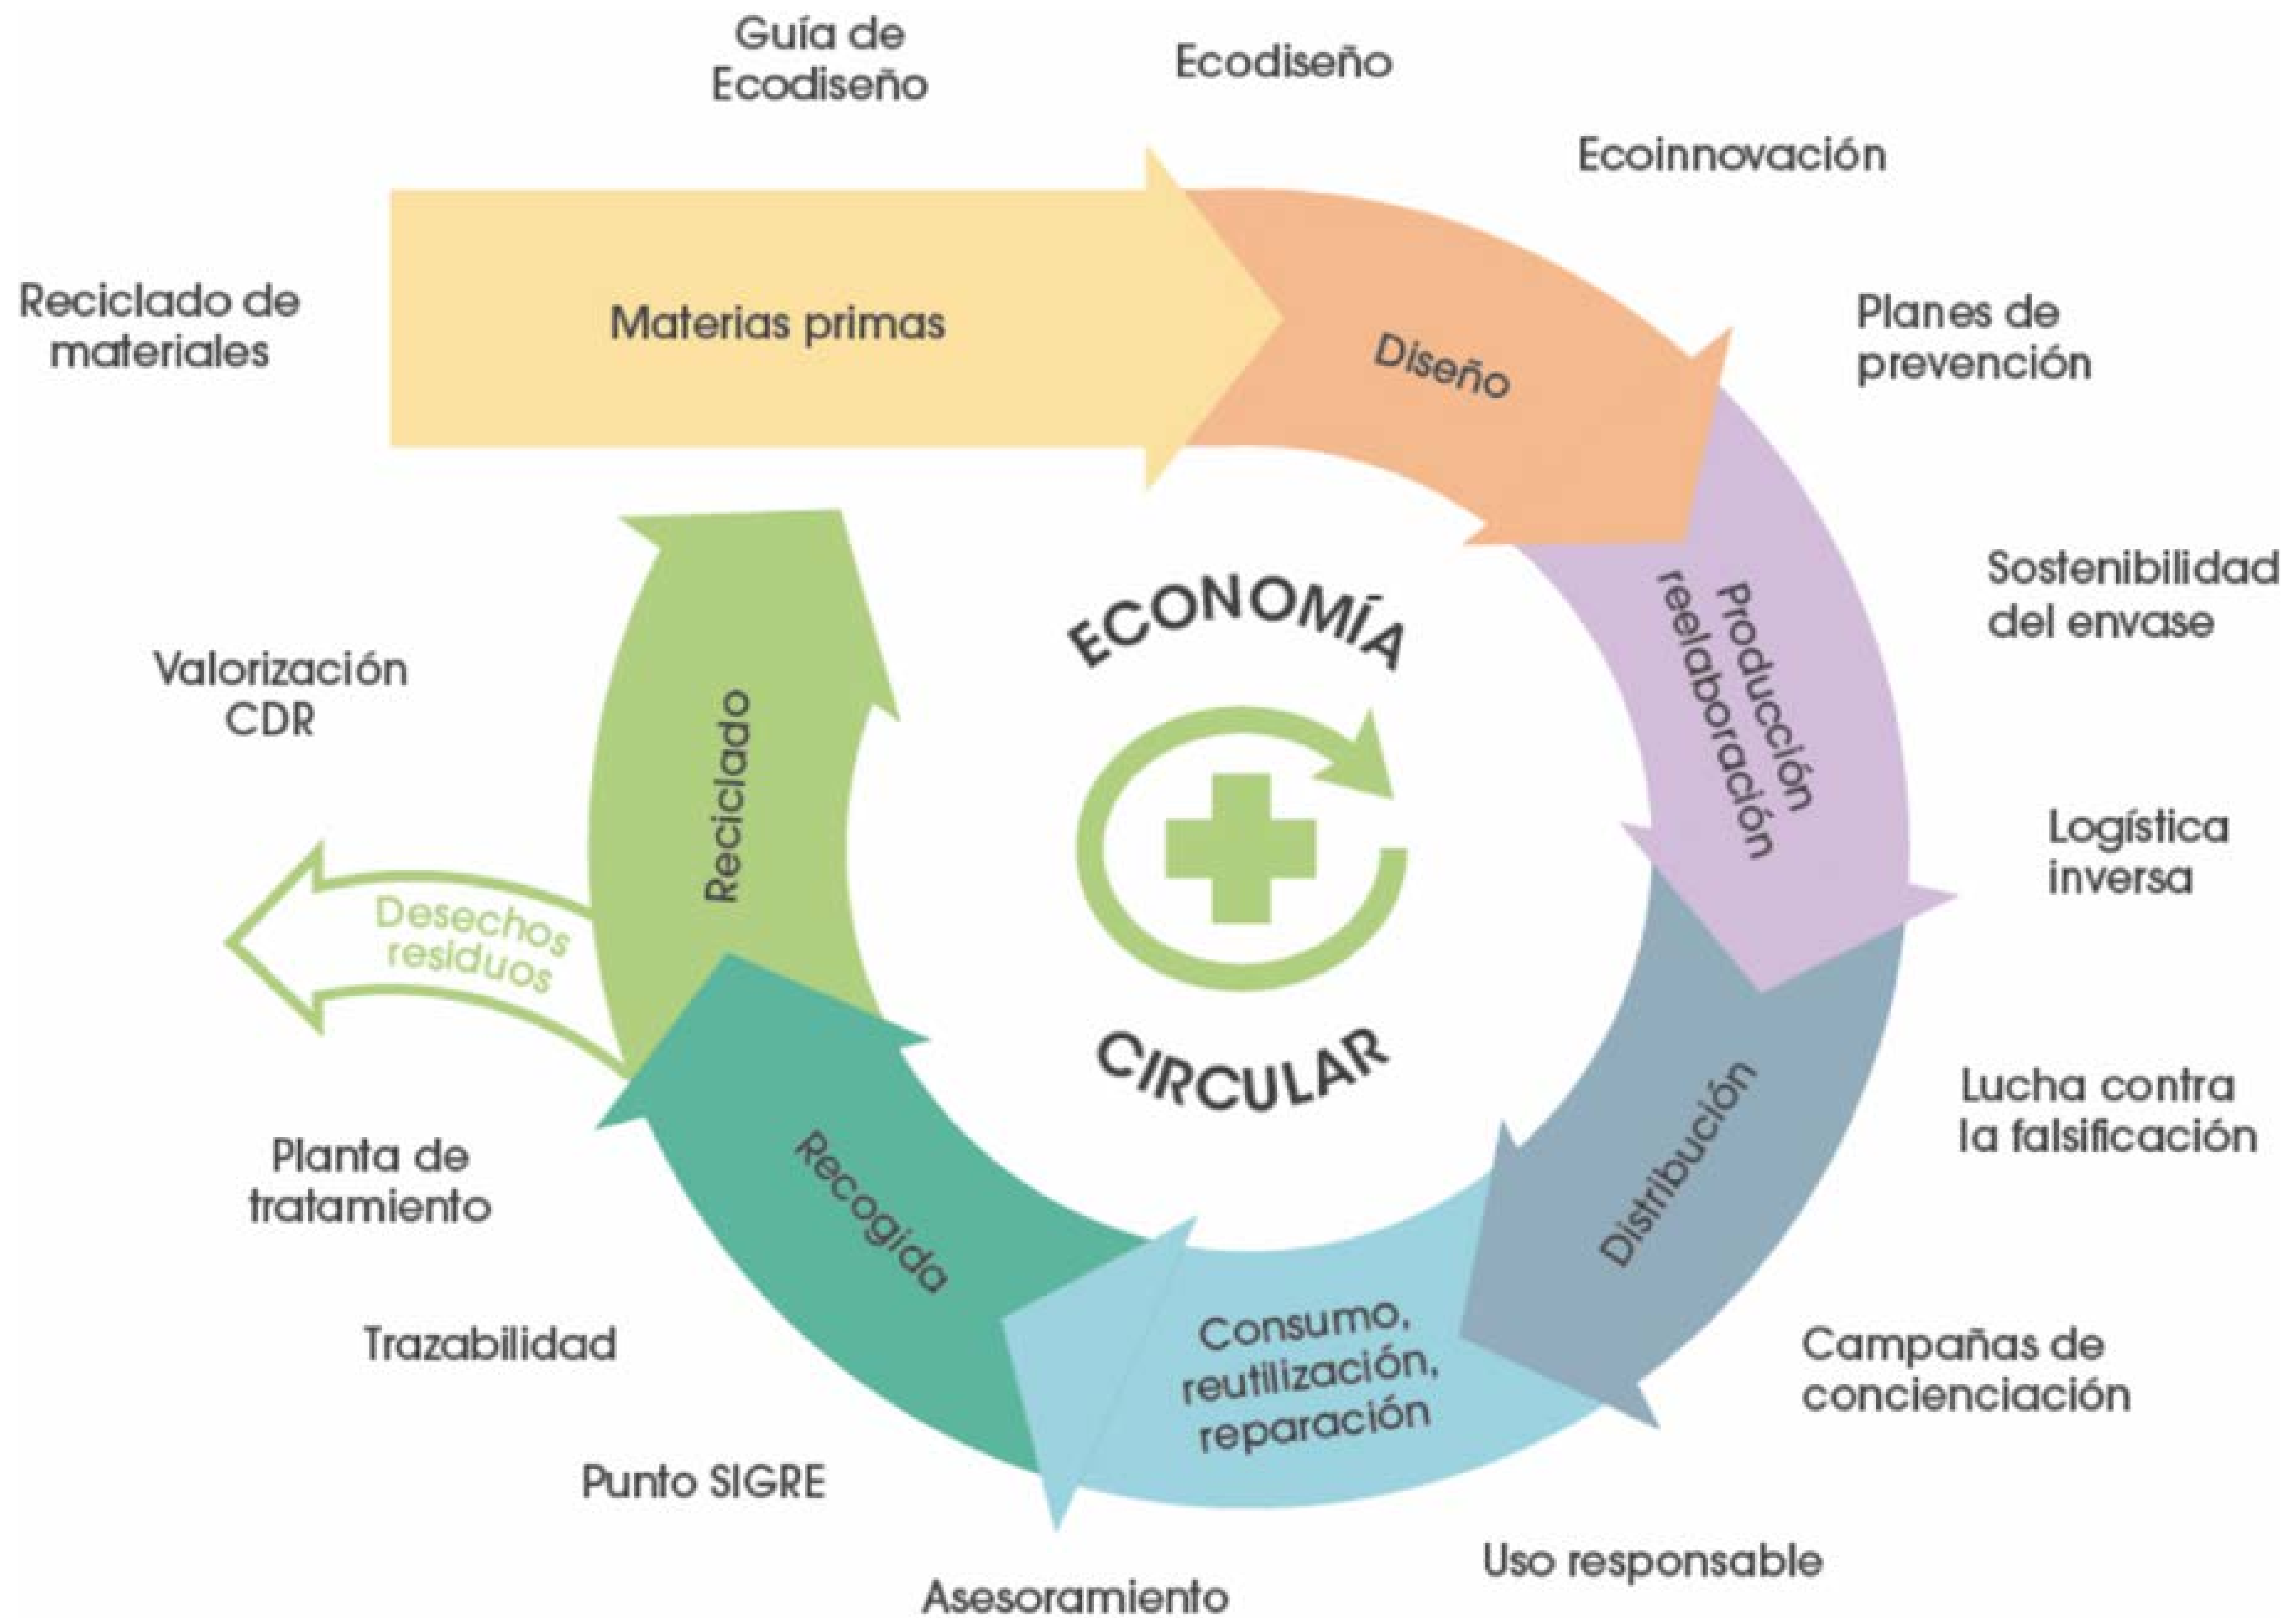 Guía de
Ecodiseño
Ecodiseño
Ecoinnovación
Reciclado de
materiales
Materias primas
Diseño
Planes de
prevención
Producción
reelaboración
Sostenibilidad
del envase
ECONOMÍA
CIRCULAR
Valorización
CDR
Reciclado
Logística
inversa
Desechos
residuos
Distribución
Lucha contra
la falsificación
Planta de
tratamiento
Recogida
Consumo,
reutilización,
reparación
Trazabilidad
Campañas de
concienciación
Punto SIGRE
Uso responsable
Asesoramiento